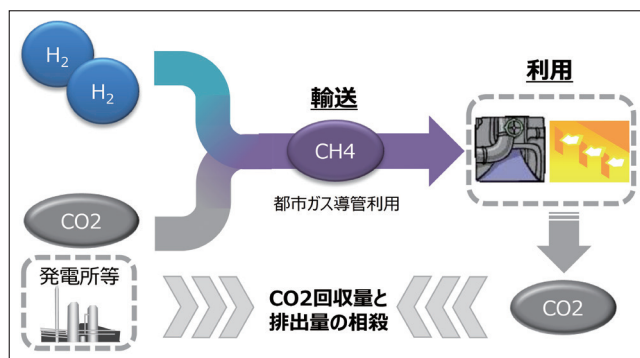 H2
H2
利用
輸送
CH4
都市ガス導管利用
CO2
発電所等
CO2回収量と
排出量の相殺
CO2